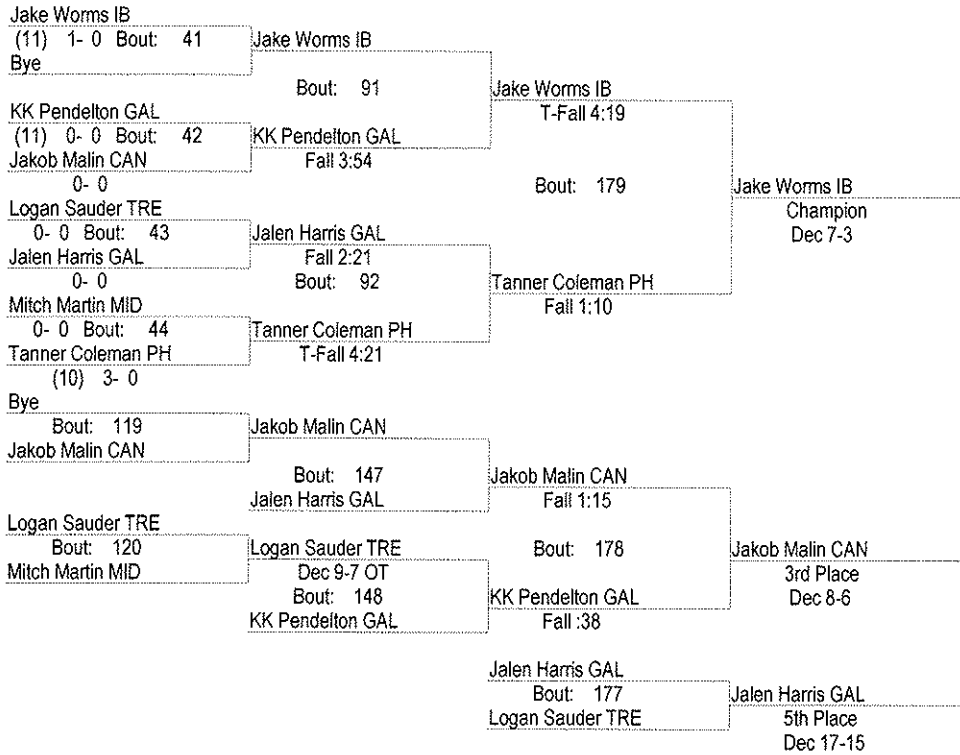 Jake Worms IB
(11) 1- 0 Bout: 41
Bye
Jake Worms IB
Bout: 91
KK Pendelton GAL
(11) 0- 0 Bout: 42
Jakob Malin CAN
0- 0
KK Pendelton GAL
Fall 3:54
Jake Worms IB
T-Fall 4:19
Bout: 179
Logan Sauder TRE
0- 0 Bout: 43
Jalen Harris GAL
0- 0
Jalen Harris GAL
Fall 2:21
Bout: 92
Mitch Martin MID
0- 0 Bout: 44
Tanner Coleman PH
(10) 3- 0
Tanner Coleman PH
T-Fall 4:21
Tanner Coleman PH
Fall 1:10
Jake Worms IB
Champion
Dec 7-3
Bye
Bout: 119
Jakob Malin CAN
Jakob Malin CAN
Bout: 147
Jalen Harris GAL
Jakob Malin CAN
Fall 1:15
Logan Sauder TRE
Bout: 120
Mitch Martin MID
Logan Sauder TRE
Dec 9-7 OT
Bout: 148
KK Pendelton GAL
Bout: 178
KK Pendelton GAL
Fall :38
Jakob Malin CAN
3rd Place
Dec 8-6
Jalen Harris GAL
Bout: 177
Logan Sauder TRE
Jalen Harris GAL
5th Place
Dec 17-15